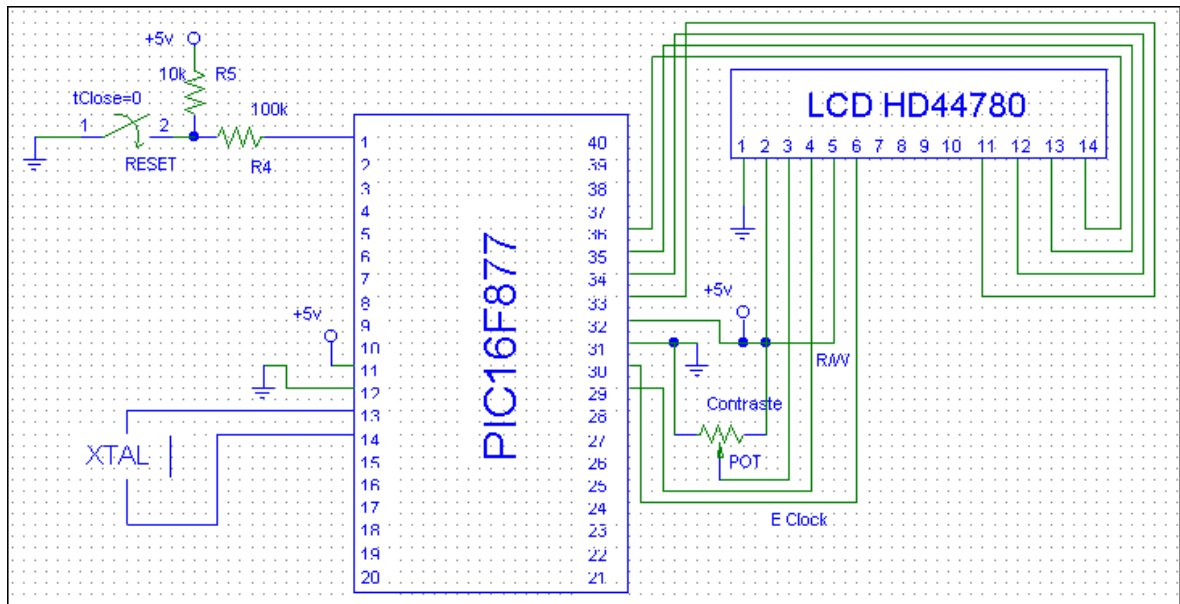 +5v
10k R5
tClose=0
100k
1 2
RESET
R4
LCD HD44780
1 2 3 4 5 6 7 8 9 10 11 12 13 14
PIC16F877
1 40
2 39
3 38
4 37
5 36
6 35
7 34
8 33
9 32
10 31
11 30
12 29
13 28
14 27
15 26
16 25
17 24
18 23
19 22
20 21
+5v
+5v
R/W
Contraste
POT
XTAL
E Clock